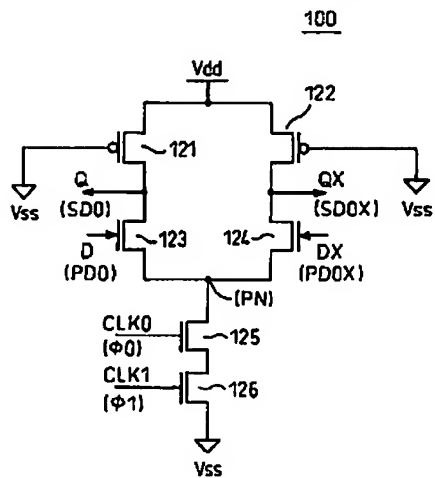 100
Vdd
122
121
Vss
Q
(SD0)
QX
(SD0X)
Vss
123
124
D
(PD0)
DX
(PD0X)
(PN)
CLK0
(Φ0)
125
CLK1
(Φ1)
126
Vss